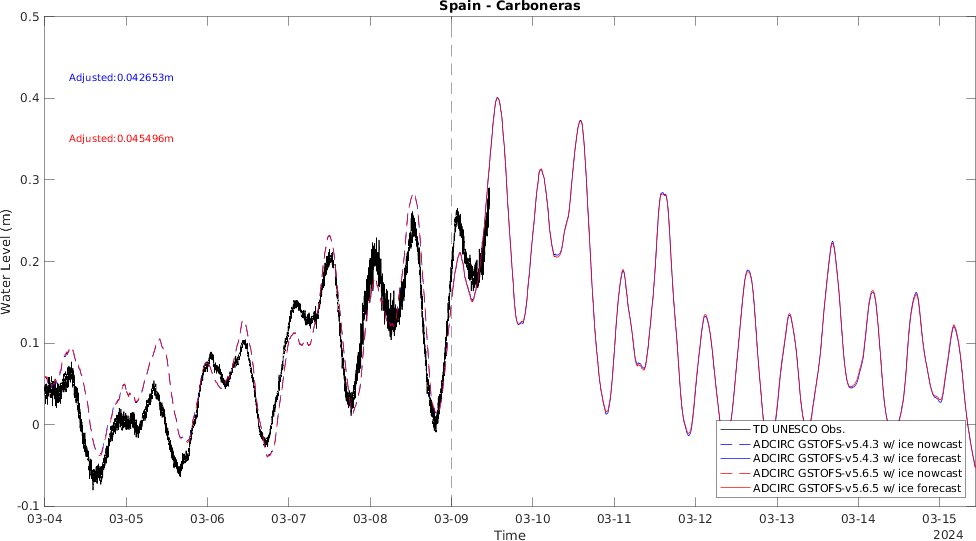 Spain - Carboneras
0.5
0.4
0.3
0.2
0.1
0
-0.1
Water Level (m)
Adjusted:0.042653m
Adjusted:0.045496m
TD UNESCO Obs.
ADCIRC GSTOFS-v5.4.3 w/ ice nowcast
ADCIRC GSTOFS-v5.4.3 w/ ice forecast
ADCIRC GSTOFS-v5.6.5 w/ ice nowcast
ADCIRC GSTOFS-v5.6.5 w/ ice forecast
03-04 03-05 03-06 03-07 03-08 03-09 03-10 03-11 03-12 03-13 03-14 03-15
Time
2024